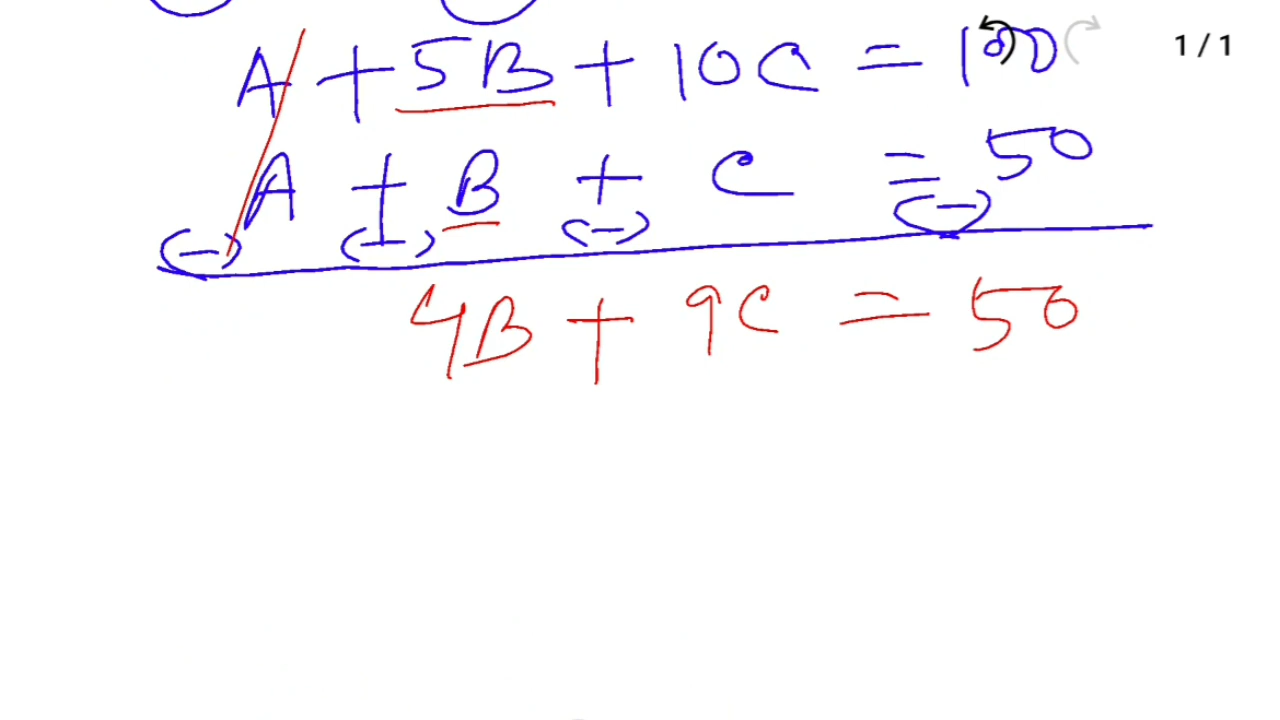 A + 5B + 10C = 100
1 / 1
A + B + C = 50
(-) (-) (-) (-)
4B + 9C = 50